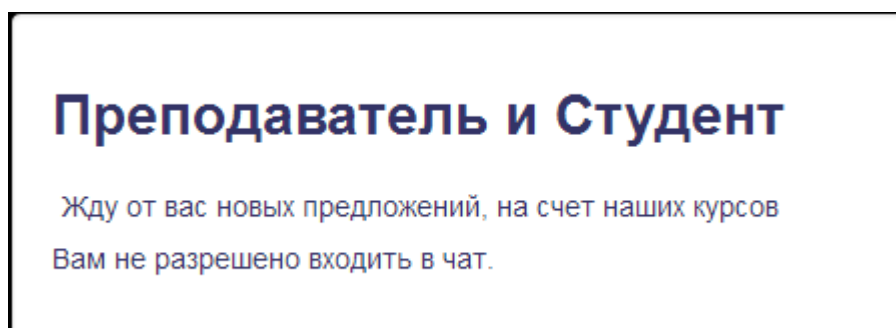 Преподаватель и Студент
Жду от вас новых предложений, на счет наших курсов
Вам не разрешено входить в чат.